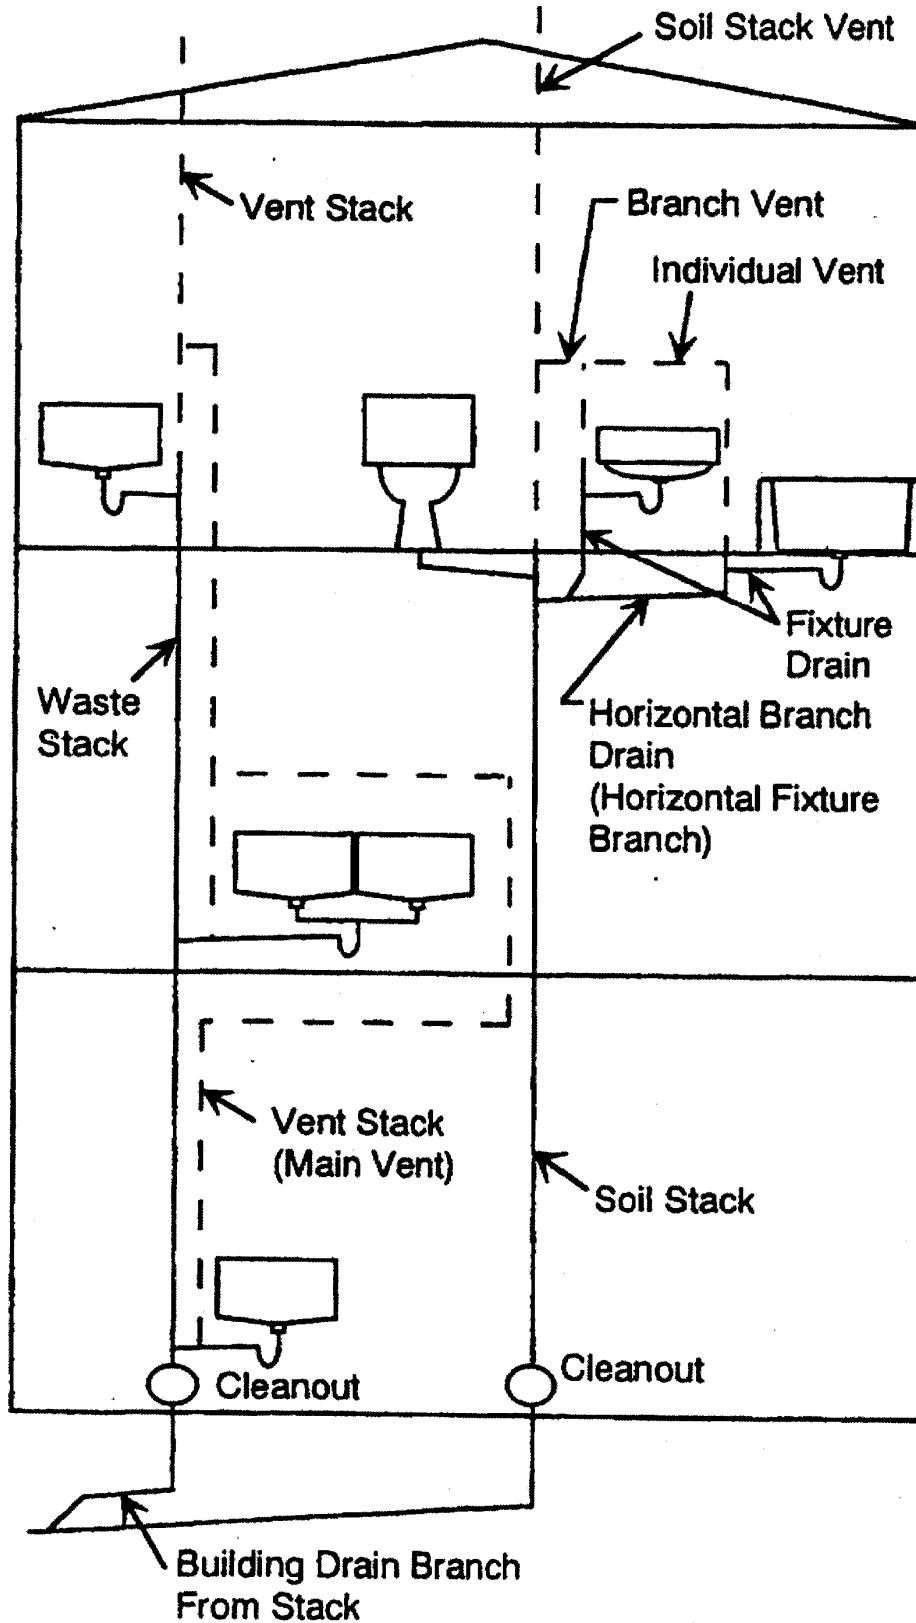 Soil Stack Vent
Vent Stack
Branch Vent
Individual Vent
Fixture
Drain
Waste
Stack
Horizontal Branch
Drain
(Horizontal Fixture
Branch)
Vent Stack
(Main Vent)
Soil Stack
Cleanout
Cleanout
Building Drain Branch
From Stack